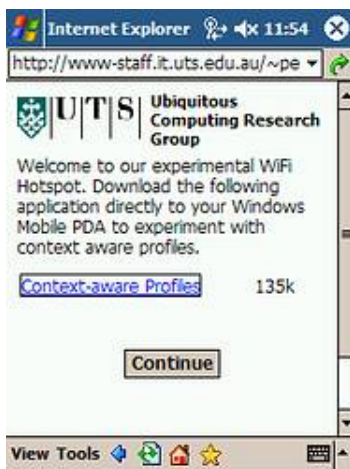 Internet Explorer 11:54
http://www-staff.it.uts.edu.au/~pe
UTS Ubiquitous
Computing Research
Group
Welcome to our experimental WiFi
Hotspot. Download the following
application directly to your Windows
Mobile PDA to experiment with
context aware profiles.
Context-aware Profiles 135k
Continue
View Tools